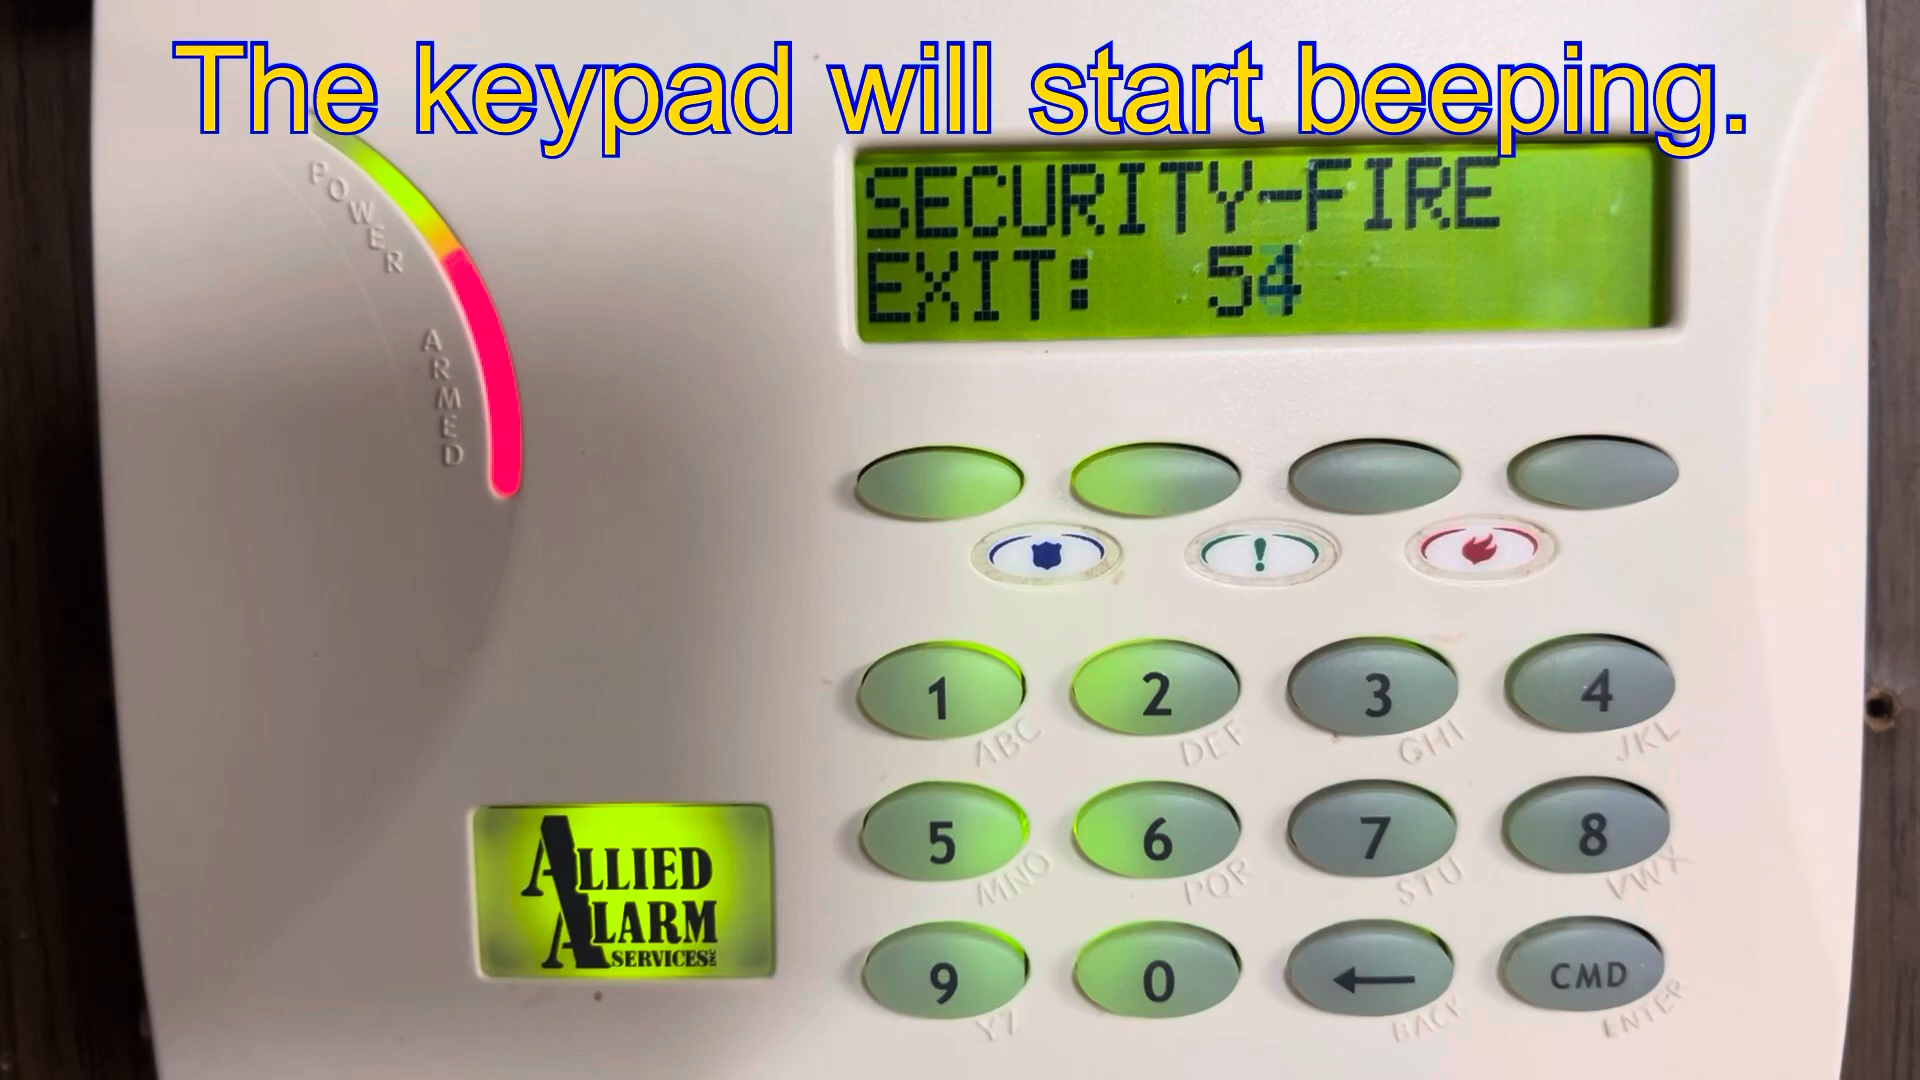 The keypad will start beeping.
SECURITY-FIRE
EXIT: 54
POWER
ARMED
1 2 3 4
ABC DEF GHI JKL
5 6 7 8
MNO PQR STU VWX
ALLIED
ALARM
SERVICES INC
9 0 CMD
YZ BACK ENTER